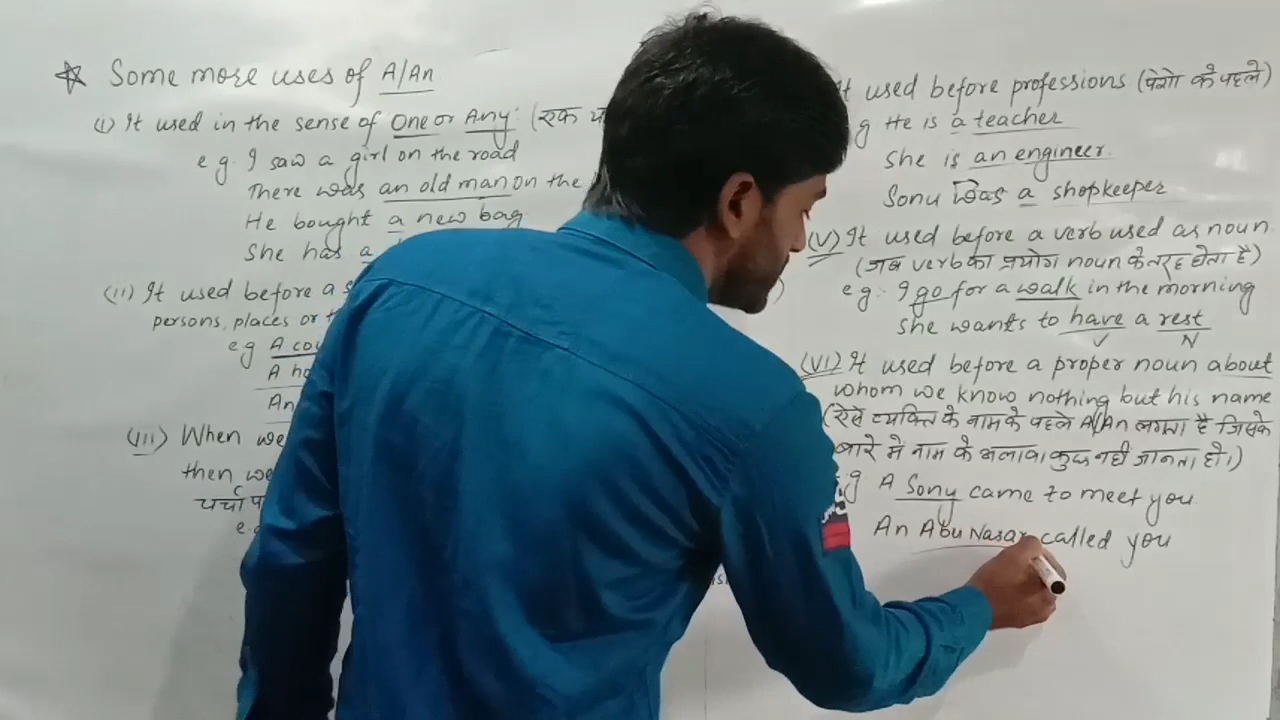 ☆ Some more uses of A/An
(i) It used in the sense of One or Any: (एक
e g. I saw a girl on the road
There was an old man on the
He bought a new bag
She has a
(ii) It used before a
persons, places or
e g A
A
An
(iii) When we
then we
चर्चा
It used before professions (पेशो के पहले)
g He is a teacher
She is an engineer.
Sonu was a shopkeeper
(V) It used before a verb used as noun.
(जब verb का प्रयोग noun के तरह होता है)
e g:- I go for a walk in the morning
She wants to have a rest
V N
(VI) It used before a proper noun about
whom we know nothing but his name
(ऐसे व्यक्ति के नाम के पहले A/An लगता है जिसके
बारे मे नाम के अलावा कुछ नही जानता हो।)
g A Sony came to meet you
An Abu Nasar called you